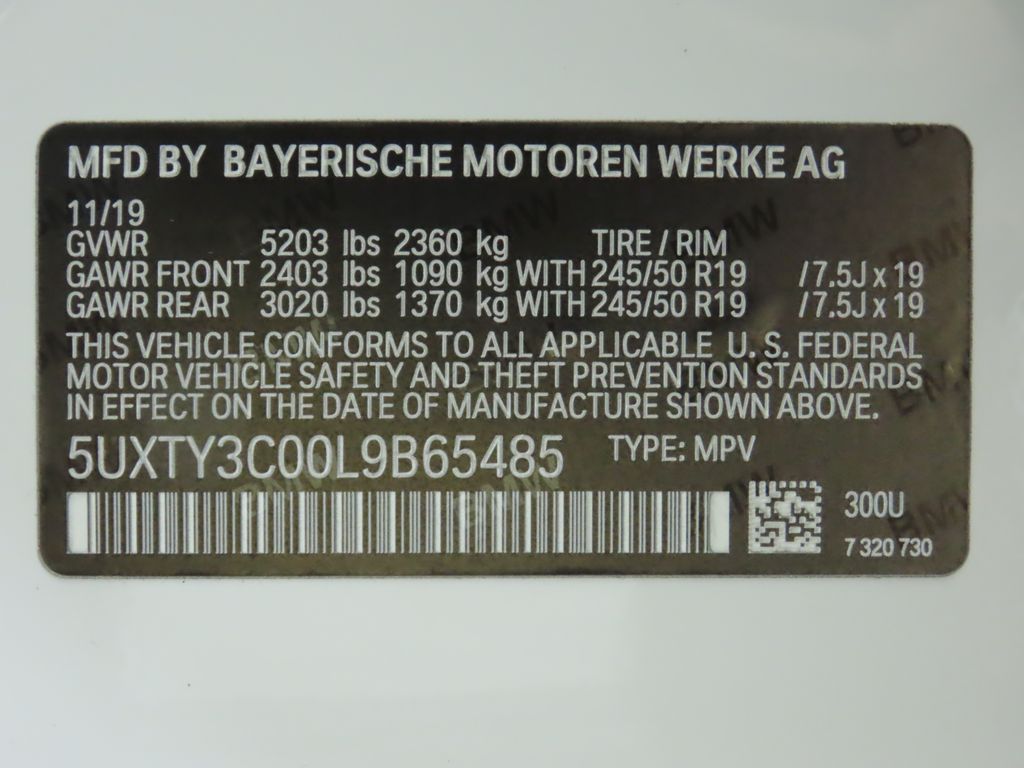 MFD BY BAYERISCHE MOTOREN WERKE AG
11/19
GVWR 5203 lbs 2360 kg TIRE / RIM
GAWR FRONT 2403 lbs 1090 kg WITH 245/50 R19 /7.5J x 19
GAWR REAR 3020 lbs 1370 kg WITH 245/50 R19 /7.5J x 19
THIS VEHICLE CONFORMS TO ALL APPLICABLE U. S. FEDERAL
MOTOR VEHICLE SAFETY AND THEFT PREVENTION STANDARDS
IN EFFECT ON THE DATE OF MANUFACTURE SHOWN ABOVE.
5UXTY3C00L9B65485 TYPE: MPV
300U
7 320 730